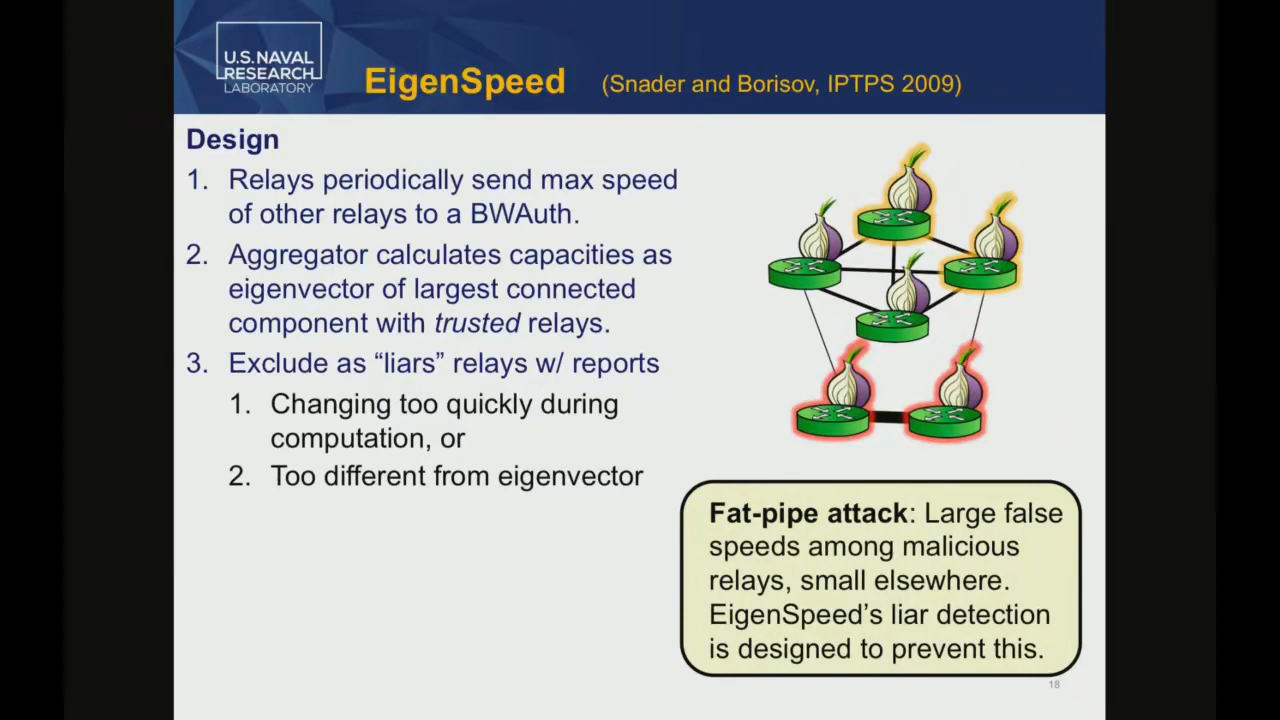 U.S. NAVAL
RESEARCH
LABORATORY
EigenSpeed (Snader and Borisov, IPTPS 2009)
Design
1. Relays periodically send max speed
of other relays to a BWAuth.
2. Aggregator calculates capacities as
eigenvector of largest connected
component with trusted relays.
3. Exclude as “liars” relays w/ reports
1. Changing too quickly during
computation, or
2. Too different from eigenvector
Fat-pipe attack: Large false
speeds among malicious
relays, small elsewhere.
EigenSpeed’s liar detection
is designed to prevent this.
18